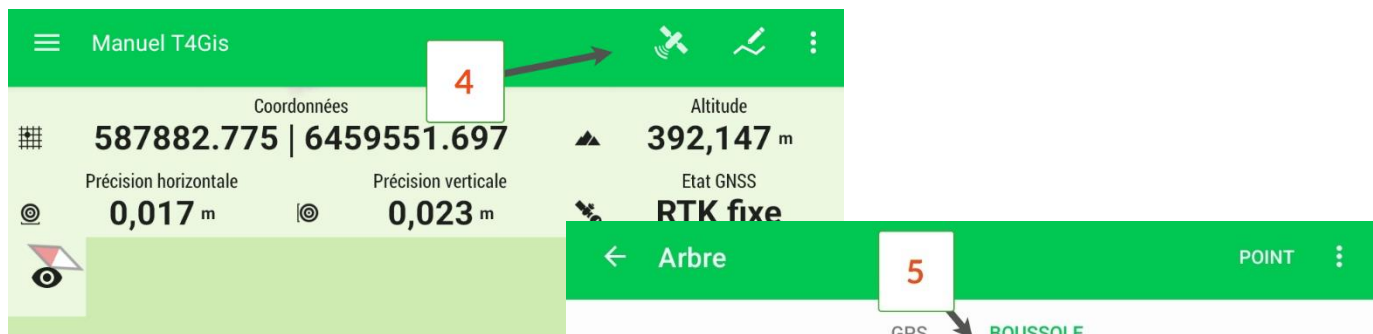 Manuel T4Gis
4
Coordonnées
587882.775 | 6459551.697
Altitude
392,147 m
Précision horizontale
0,017 m
Précision verticale
0,023 m
Etat GNSS
RTK fixe
Arbre
5
POINT
GPS
BOUSSOLE